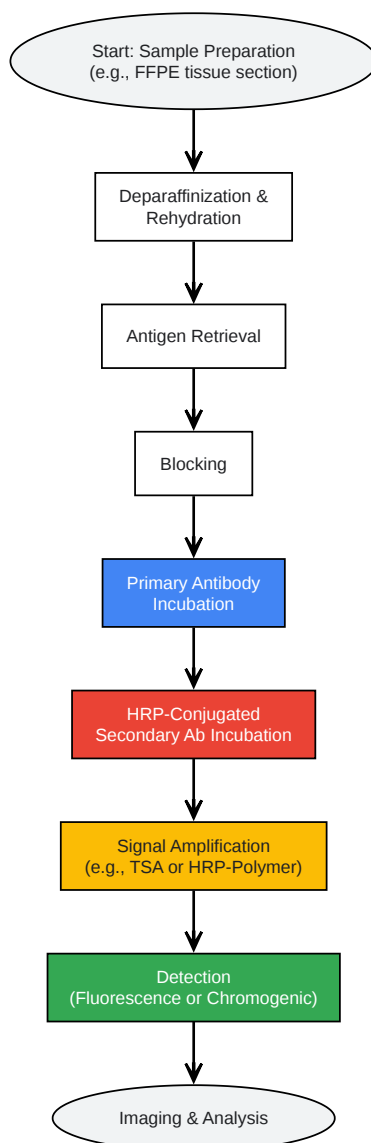 Start: Sample Preparation
(e.g., FFPE tissue section)
Deparaffinization &
Rehydration
Antigen Retrieval
Blocking
Primary Antibody
Incubation
HRP-Conjugated
Secondary Ab Incubation
Signal Amplification
(e.g., TSA or HRP-Polymer)
Detection
(Fluorescence or Chromogenic)
Imaging & Analysis